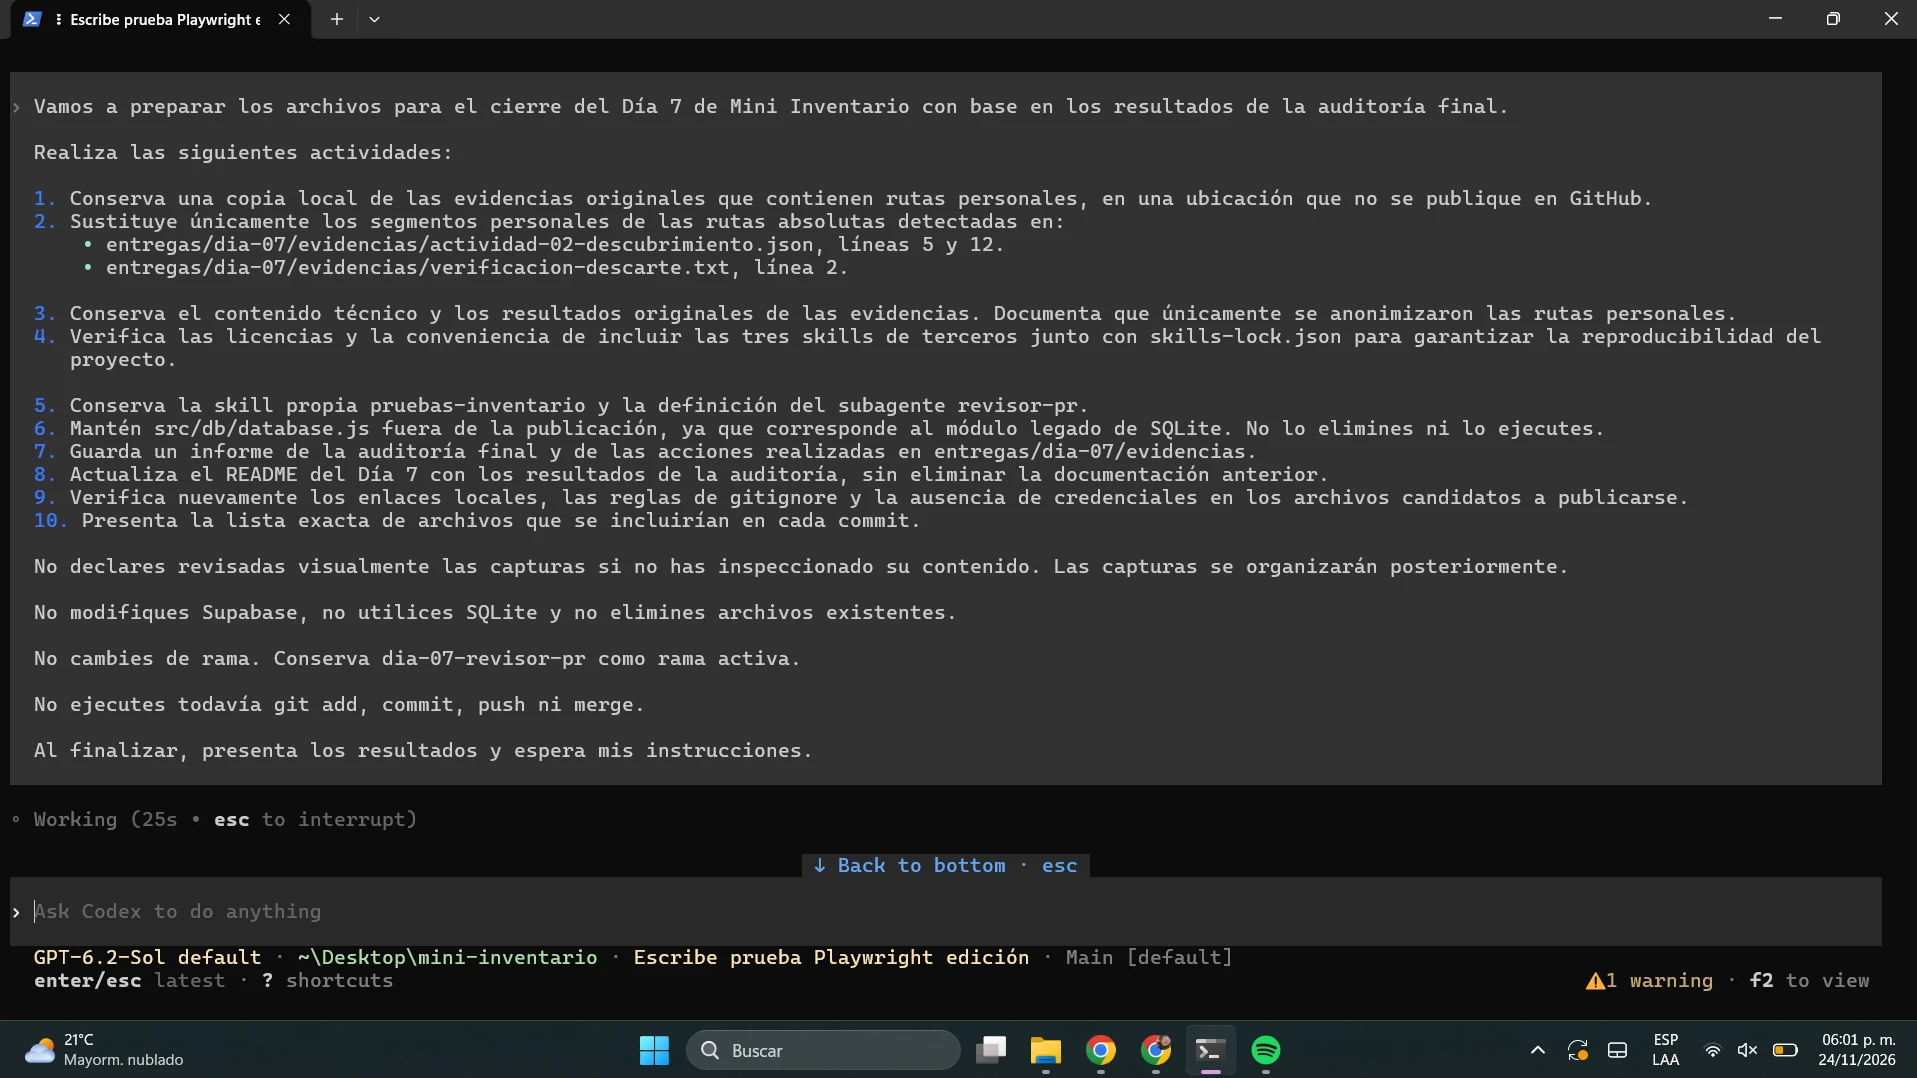 ⋮ Escribe prueba Playwright e
› Vamos a preparar los archivos para el cierre del Día 7 de Mini Inventario con base en los resultados de la auditoría final.
Realiza las siguientes actividades:
1. Conserva una copia local de las evidencias originales que contienen rutas personales, en una ubicación que no se publique en GitHub.
2. Sustituye únicamente los segmentos personales de las rutas absolutas detectadas en:
• entregas/dia-07/evidencias/actividad-02-descubrimiento.json, líneas 5 y 12.
• entregas/dia-07/evidencias/verificacion-descarte.txt, línea 2.
3. Conserva el contenido técnico y los resultados originales de las evidencias. Documenta que únicamente se anonimizaron las rutas personales.
4. Verifica las licencias y la conveniencia de incluir las tres skills de terceros junto con skills-lock.json para garantizar la reproducibilidad del
proyecto.
5. Conserva la skill propia pruebas-inventario y la definición del subagente revisor-pr.
6. Mantén src/db/database.js fuera de la publicación, ya que corresponde al módulo legado de SQLite. No lo elimines ni lo ejecutes.
7. Guarda un informe de la auditoría final y de las acciones realizadas en entregas/dia-07/evidencias.
8. Actualiza el README del Día 7 con los resultados de la auditoría, sin eliminar la documentación anterior.
9. Verifica nuevamente los enlaces locales, las reglas de gitignore y la ausencia de credenciales en los archivos candidatos a publicarse.
10. Presenta la lista exacta de archivos que se incluirían en cada commit.
No declares revisadas visualmente las capturas si no has inspeccionado su contenido. Las capturas se organizarán posteriormente.
No modifiques Supabase, no utilices SQLite y no elimines archivos existentes.
No cambies de rama. Conserva dia-07-revisor-pr como rama activa.
No ejecutes todavía git add, commit, push ni merge.
Al finalizar, presenta los resultados y espera mis instrucciones.
◦ Working (25s • esc to interrupt)
↓ Back to bottom · esc
› Ask Codex to do anything
GPT-6.2-Sol default · ~\Desktop\mini-inventario · Escribe prueba Playwright edición · Main [default]
enter/esc latest · ? shortcuts
⚠1 warning · f2 to view
21°C
Mayorm. nublado
Buscar
ESP
LAA
06:01 p. m.
24/11/2026